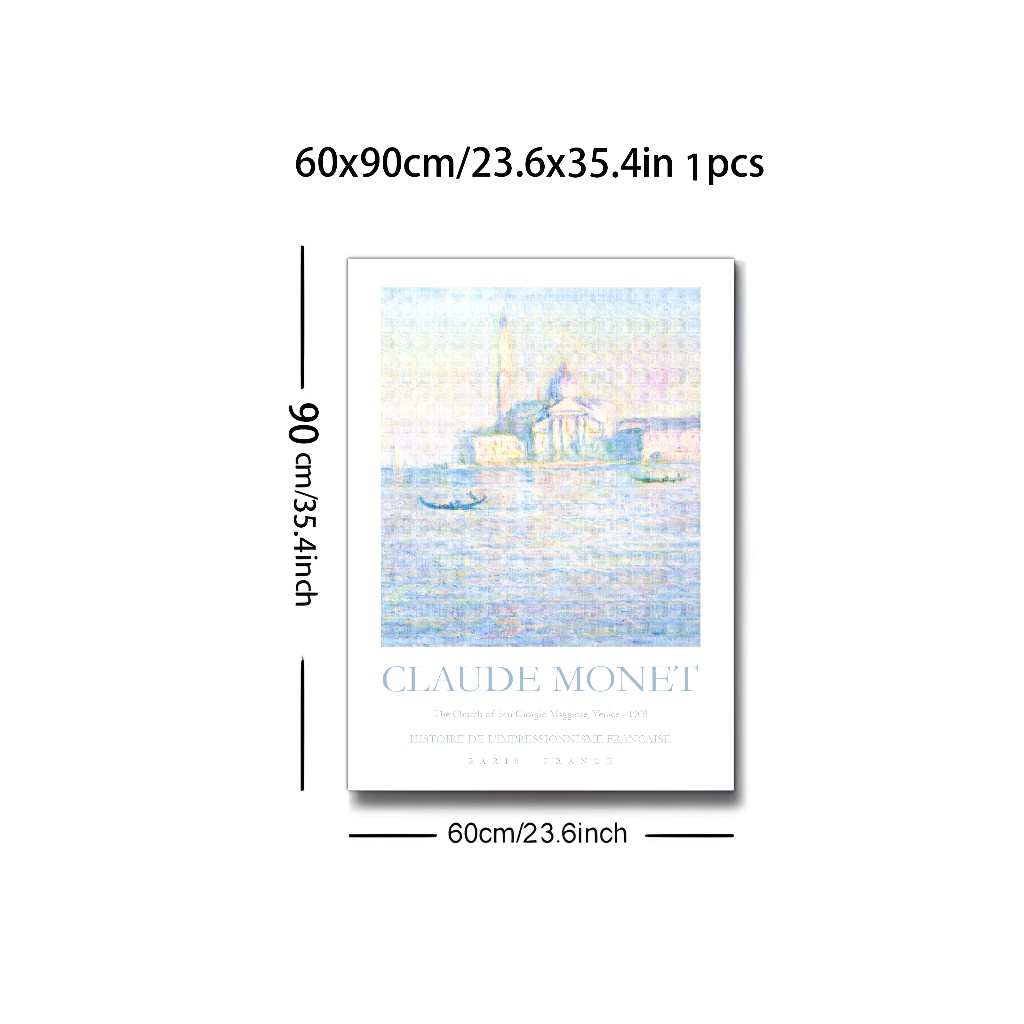 60x90cm/23.6x35.4in 1pcs
90 cm/35.4inch
CLAUDE MONET
The Church of San Giorgio Maggiore, Venice - 1908
HISTOIRE DE L'IMPRESSIONNISME FRANCAISE
PARIS FRANCE
60cm/23.6inch